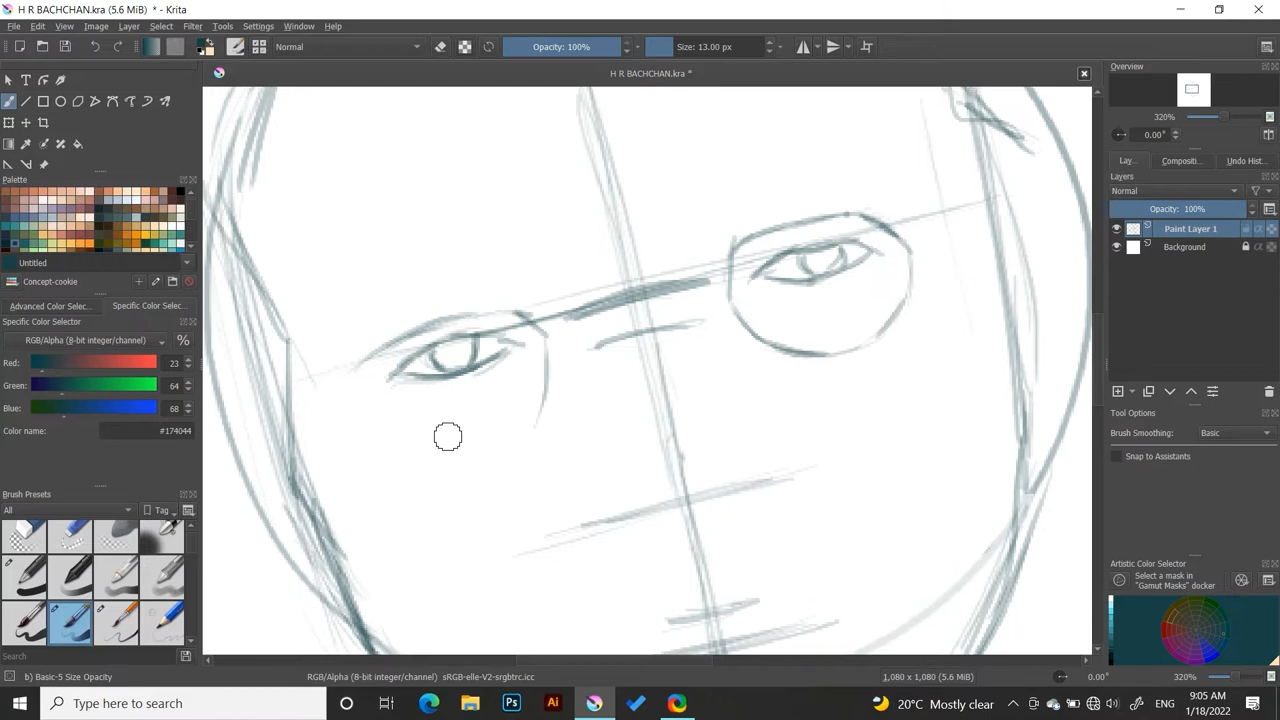 H R BACHCHAN.kra (5.6 MiB) * - Krita
File Edit View Image Layer Select Filter Tools Settings Window Help
Normal Opacity: 100% Size: 13.00 px
H R BACHCHAN.kra *
Overview
320%
0.00°
Lay... Compositi... Undo Hist...
Layers
Normal
Opacity: 100%
Paint Layer 1
Background
Tool Options
Brush Smoothing: Basic
Snap to Assistants
Artistic Color Selector
Select a mask in
"Gamut Masks" docker
Palette
Untitled
Concept-cookie
Advanced Color Selec... Specific Color Selec...
Specific Color Selector
RGB/Alpha (8-bit integer/channel) %
Red: 23
Green: 64
Blue: 68
Color name: #174044
Brush Presets
All Tag
Search
b) Basic-5 Size Opacity RGB/Alpha (8-bit integer/channel) sRGB-elle-V2-srgbtrc.icc 1,080 x 1,080 (5.6 MiB) 0.00° 320%
Type here to search Ps Ai 20°C Mostly clear ENG 9:05 AM
1/18/2022